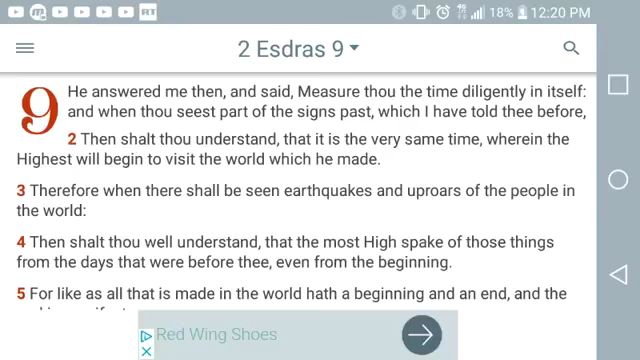 RT
4G
18% 12:20 PM
2 Esdras 9
9 He answered me then, and said, Measure thou the time diligently in itself:
and when thou seest part of the signs past, which I have told thee before,
2 Then shalt thou understand, that it is the very same time, wherein the
Highest will begin to visit the world which he made.
3 Therefore when there shall be seen earthquakes and uproars of the people in
the world:
4 Then shalt thou well understand, that the most High spake of those things
from the days that were before thee, even from the beginning.
5 For like as all that is made in the world hath a beginning and an end, and the
Red Wing Shoes